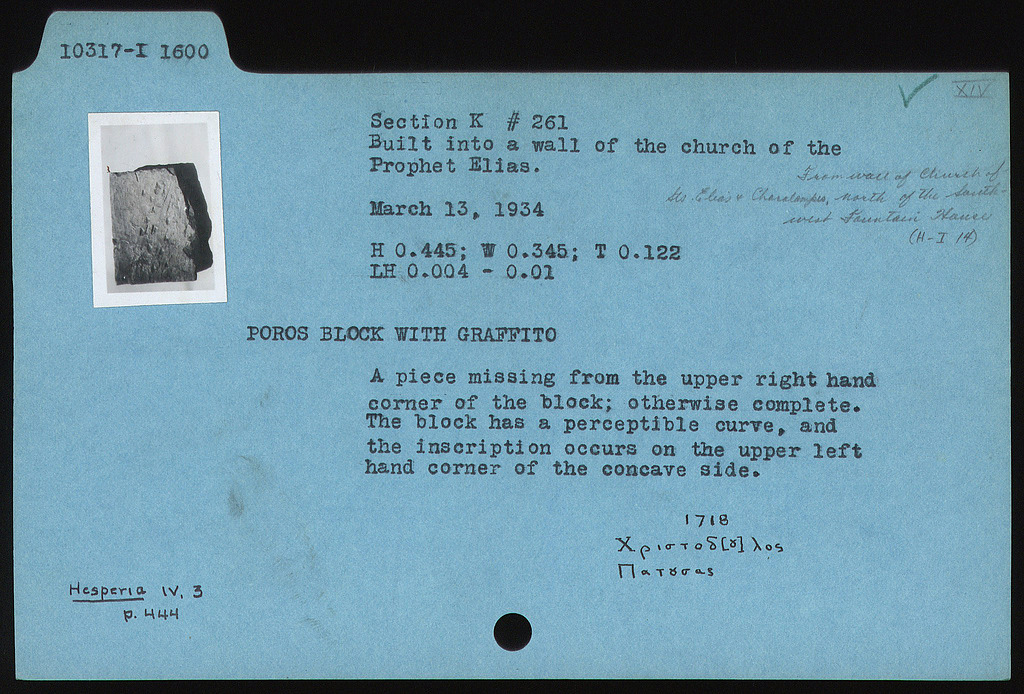 10317-I 1600
XIV
Section K # 261
Built into a wall of the church of the
Prophet Elias.
From wall of Church of
Sts Elias & Charalampos, north of the South-
west Fountain House
(H-I 14)
March 13, 1934
H 0.445; W 0.345; T 0.122
LH 0.004 - 0.01
POROS BLOCK WITH GRAFFITO
A piece missing from the upper right hand
corner of the block; otherwise complete.
The block has a perceptible curve, and
the inscription occurs on the upper left
hand corner of the concave side.
1718
Χριστοδ[ȣ]λος
Πατȣσας
Hesperia IV, 3
p. 444